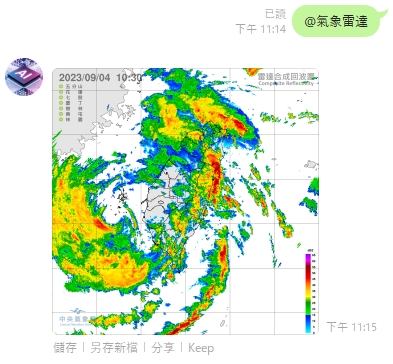 已讀
下午 11:14
@氣象雷達
AI
2023/09/04 10:30
雷達合成回波圖
Composite Reflectivity
五分山
花蓮
七股
墾丁
樹林
南屯
林園
dBZ
中央氣象局
下午 11:15
儲存｜另存新檔｜分享｜Keep